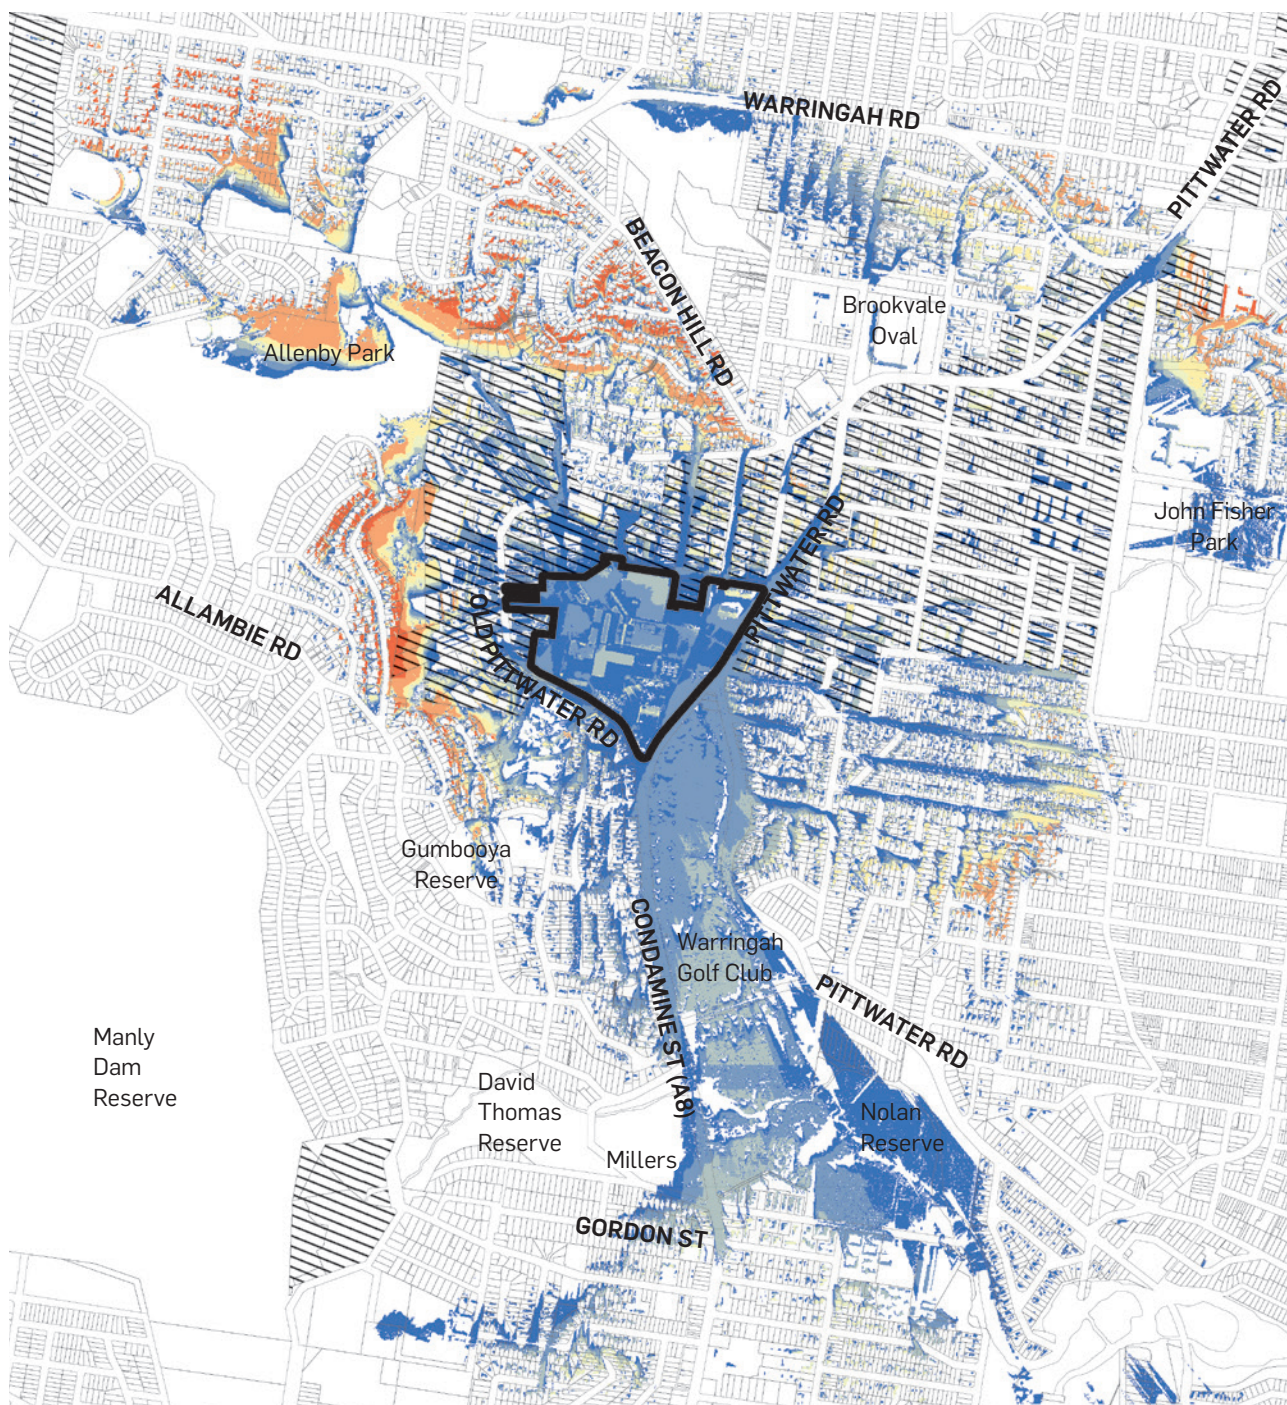 WARRINGAH RD
PITTWATER RD
BEACON HILL RD
Brookvale
Oval
Allenby Park
John Fisher
Park
PITTWATER RD
ALLAMBIE RD
OLD PITTWATER RD
PITTWATER RD
Gumbooya
Reserve
CONDAMINE ST (A8)
Warringah
Golf Club
PITTWATER RD
Manly
Dam
Reserve
David
Thomas
Reserve
Nolan
Reserve
Millers
GORDON ST